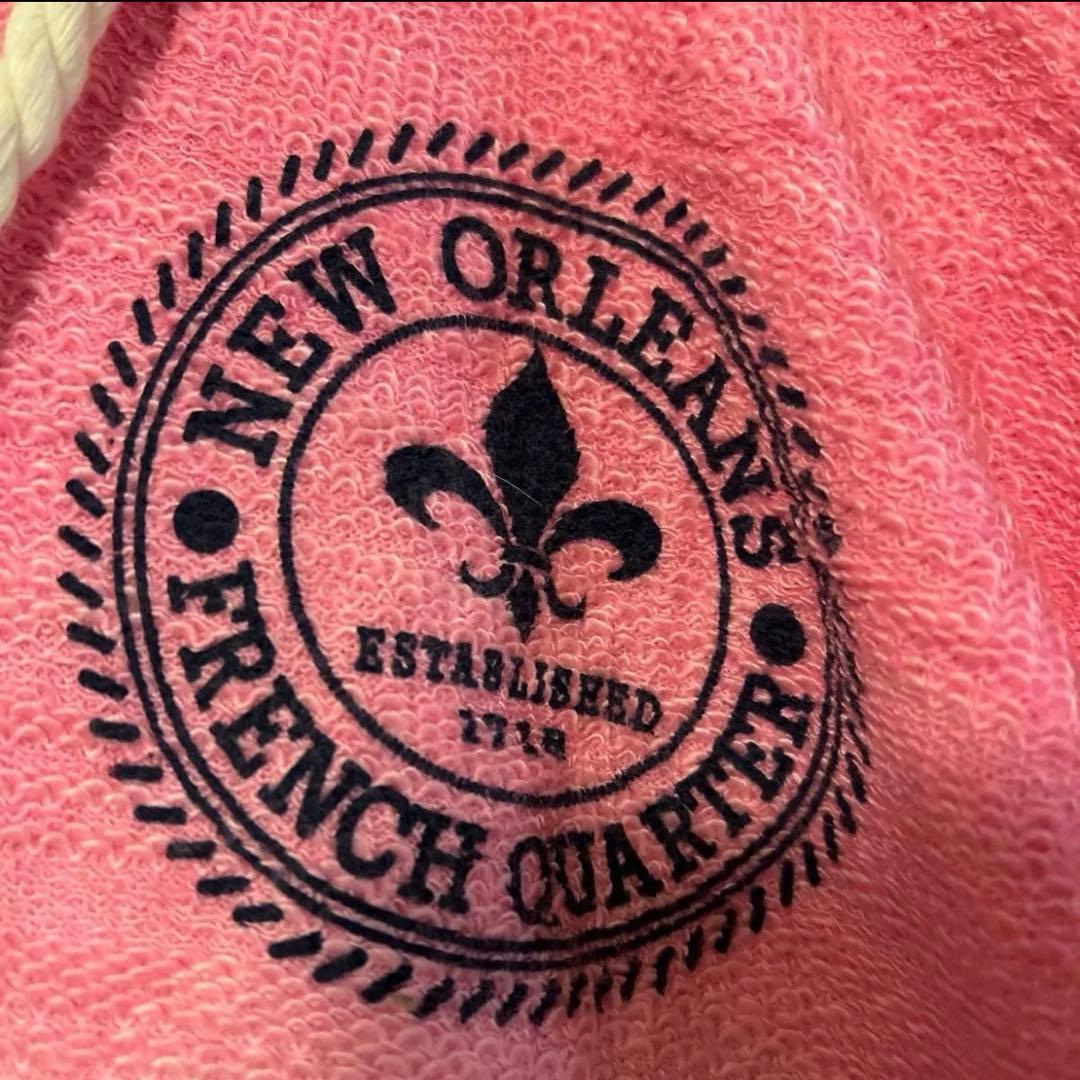 NEW ORLEANS
ESTABLISHED
1718
FRENCH QUARTER